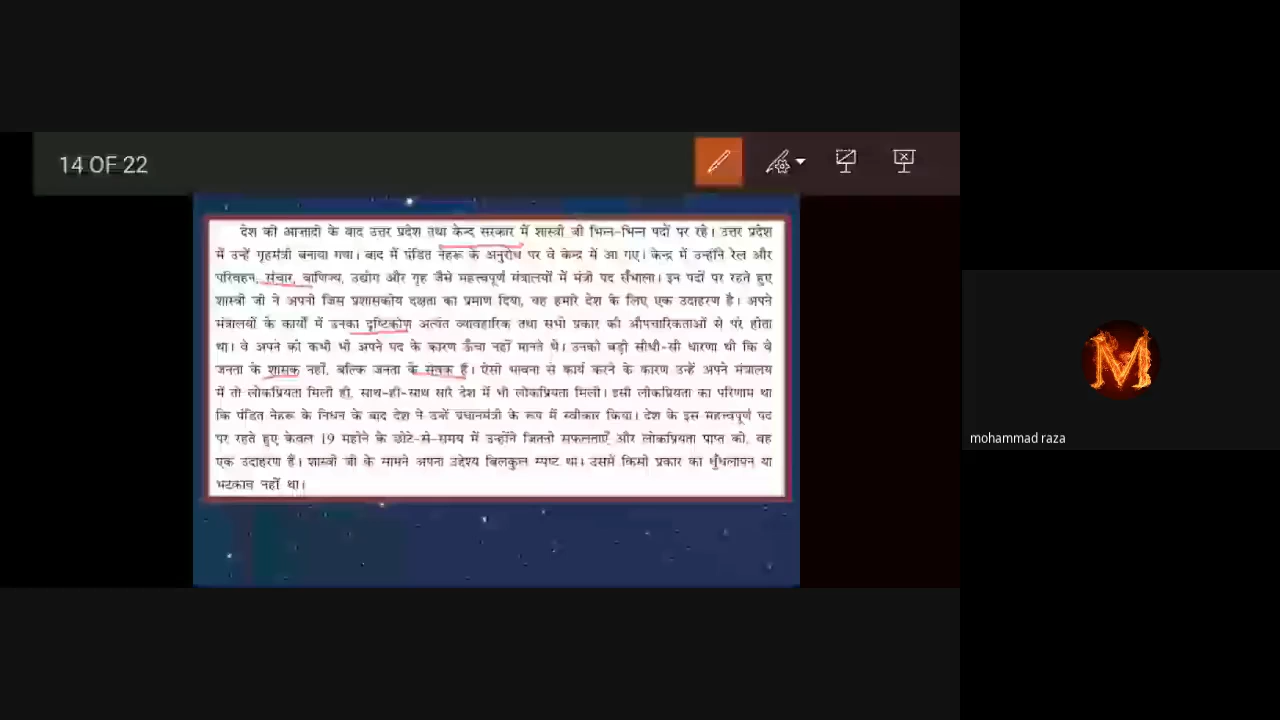 14 OF 22
देश की आजादी के बाद उत्तर प्रदेश तथा केन्द्र सरकार में शास्त्री जी भिन्न-भिन्न पदों पर रहे। उत्तर प्रदेश
में उन्हें गृहमंत्री बनाया गया। बाद में पंडित नेहरू के अनुरोध पर वे केन्द्र में आ गए। केन्द्र में उन्होंने रेल और
परिवहन, संचार, वाणिज्य, उद्योग और गृह जैसे महत्त्वपूर्ण मंत्रालयों में मंत्री पद सँभाला। इन पदों पर रहते हुए
शास्त्री जी ने अपनी जिस प्रशासकीय दक्षता का प्रमाण दिया, वह हमारे देश के लिए एक उदाहरण है। अपने
मंत्रालयों के कार्यों में उनका दृष्टिकोण अत्यंत व्यावहारिक तथा सभी प्रकार की औपचारिकताओं से परे होता
था। वे अपने को कभी भी अपने पद के कारण ऊँचा नहीं मानते थे। उनकी बड़ी सीधी-सी धारणा थी कि वे
जनता के शासक नहीं, बल्कि जनता के सेवक हैं। ऐसी भावना से कार्य करने के कारण उन्हें अपने मंत्रालय
में तो लोकप्रियता मिली ही, साथ-ही-साथ सारे देश में भी लोकप्रियता मिली। इसी लोकप्रियता का परिणाम था
कि पंडित नेहरू के निधन के बाद देश ने उन्हें प्रधानमंत्री के रूप में स्वीकार किया। देश के इस महत्त्वपूर्ण पद
पर रहते हुए केवल 19 महीने के छोटे-से-समय में उन्होंने जितनी सफलताएँ और लोकप्रियता प्राप्त की, वह
एक उदाहरण है। शास्त्री जी के सामने अपना उद्देश्य बिलकुल स्पष्ट था। उसमें किसी प्रकार का धुँधलापन या
भटकाव नहीं था।
mohammad raza